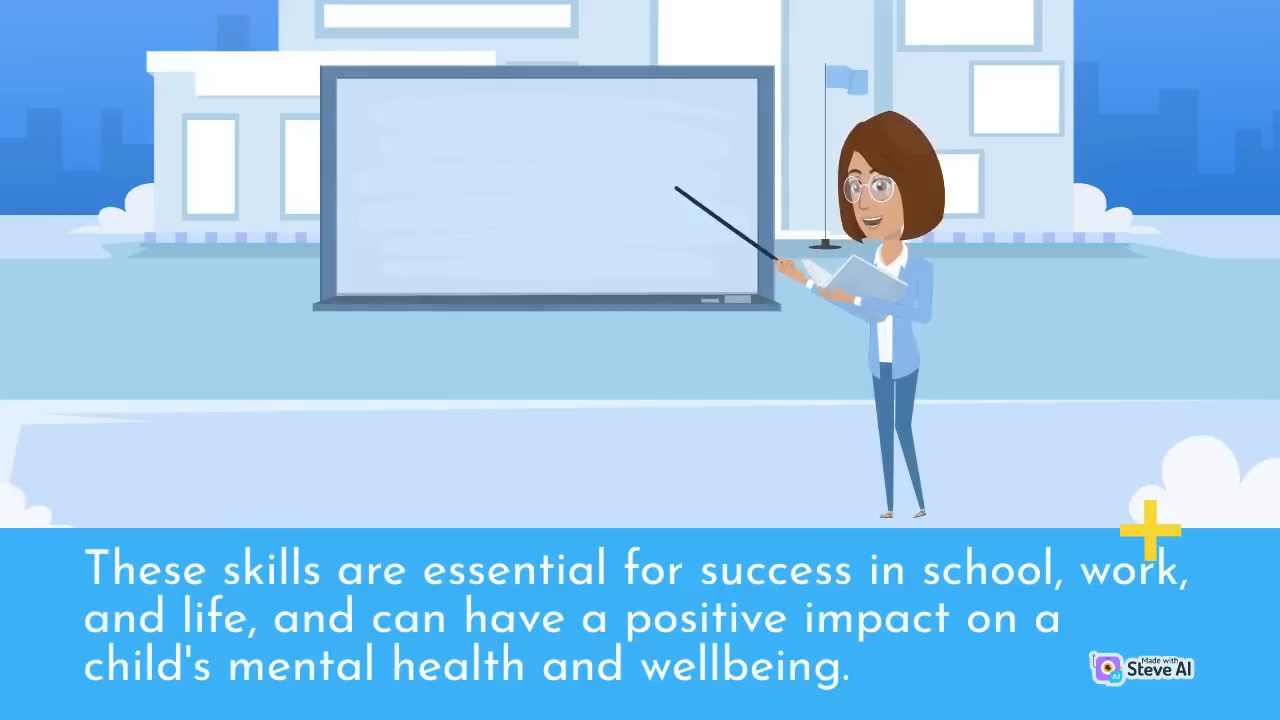 These skills are essential for success in school, work,
and life, and can have a positive impact on a
child's mental health and wellbeing.
Made with
Steve AI
AI